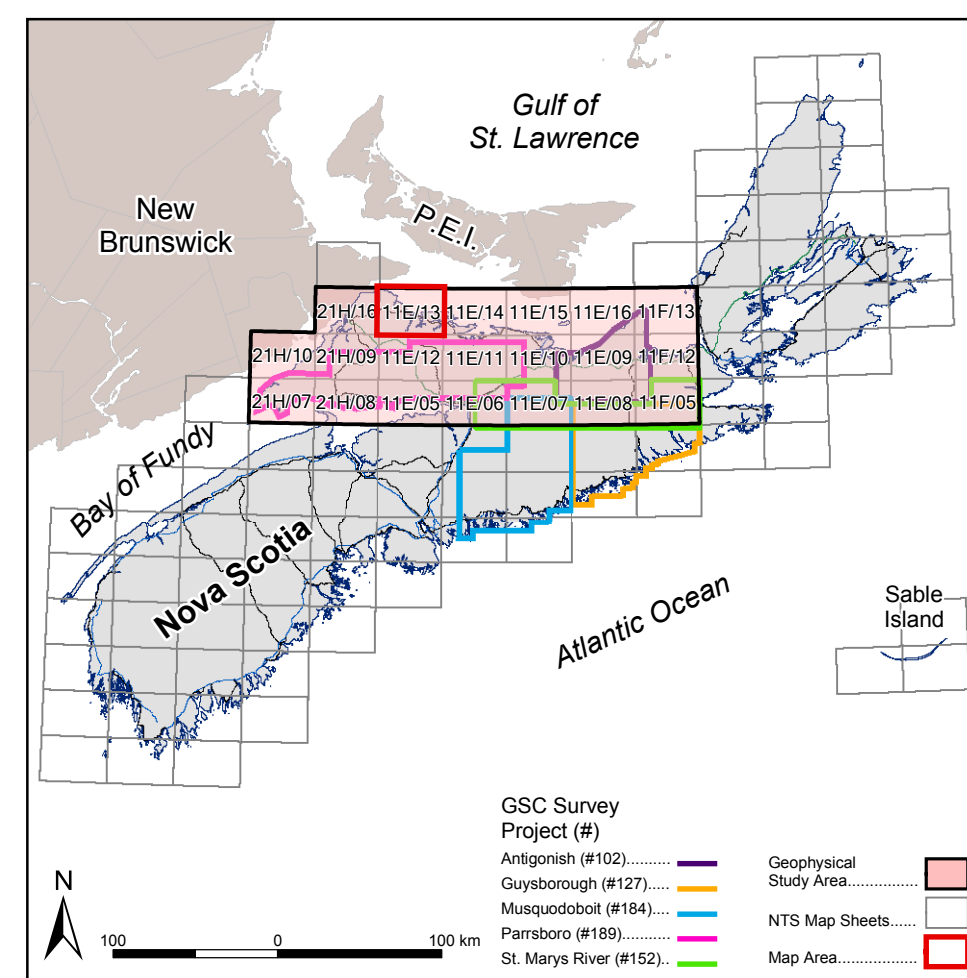 Gulf of
St. Lawrence
New
Brunswick
P.E.I.
21H/16 11E/13 11E/14 11E/15 11E/16 11F/13
21H/10 21H/09 11E/12 11E/11 11E/10 11E/09 11F/12
21H/07 21H/08 11E/05 11E/06 11E/07 11E/08 11F/05
Bay of Fundy
Nova Scotia
Atlantic Ocean
Sable
Island
GSC Survey
Project (#)
Antigonish (#102)..........
Guysborough (#127).....
Musquodoboit (#184)....
Parrsboro (#189)...........
St. Marys River (#152)..
Geophysical
Study Area................
NTS Map Sheets......
Map Area..................
N
100 0 100 km